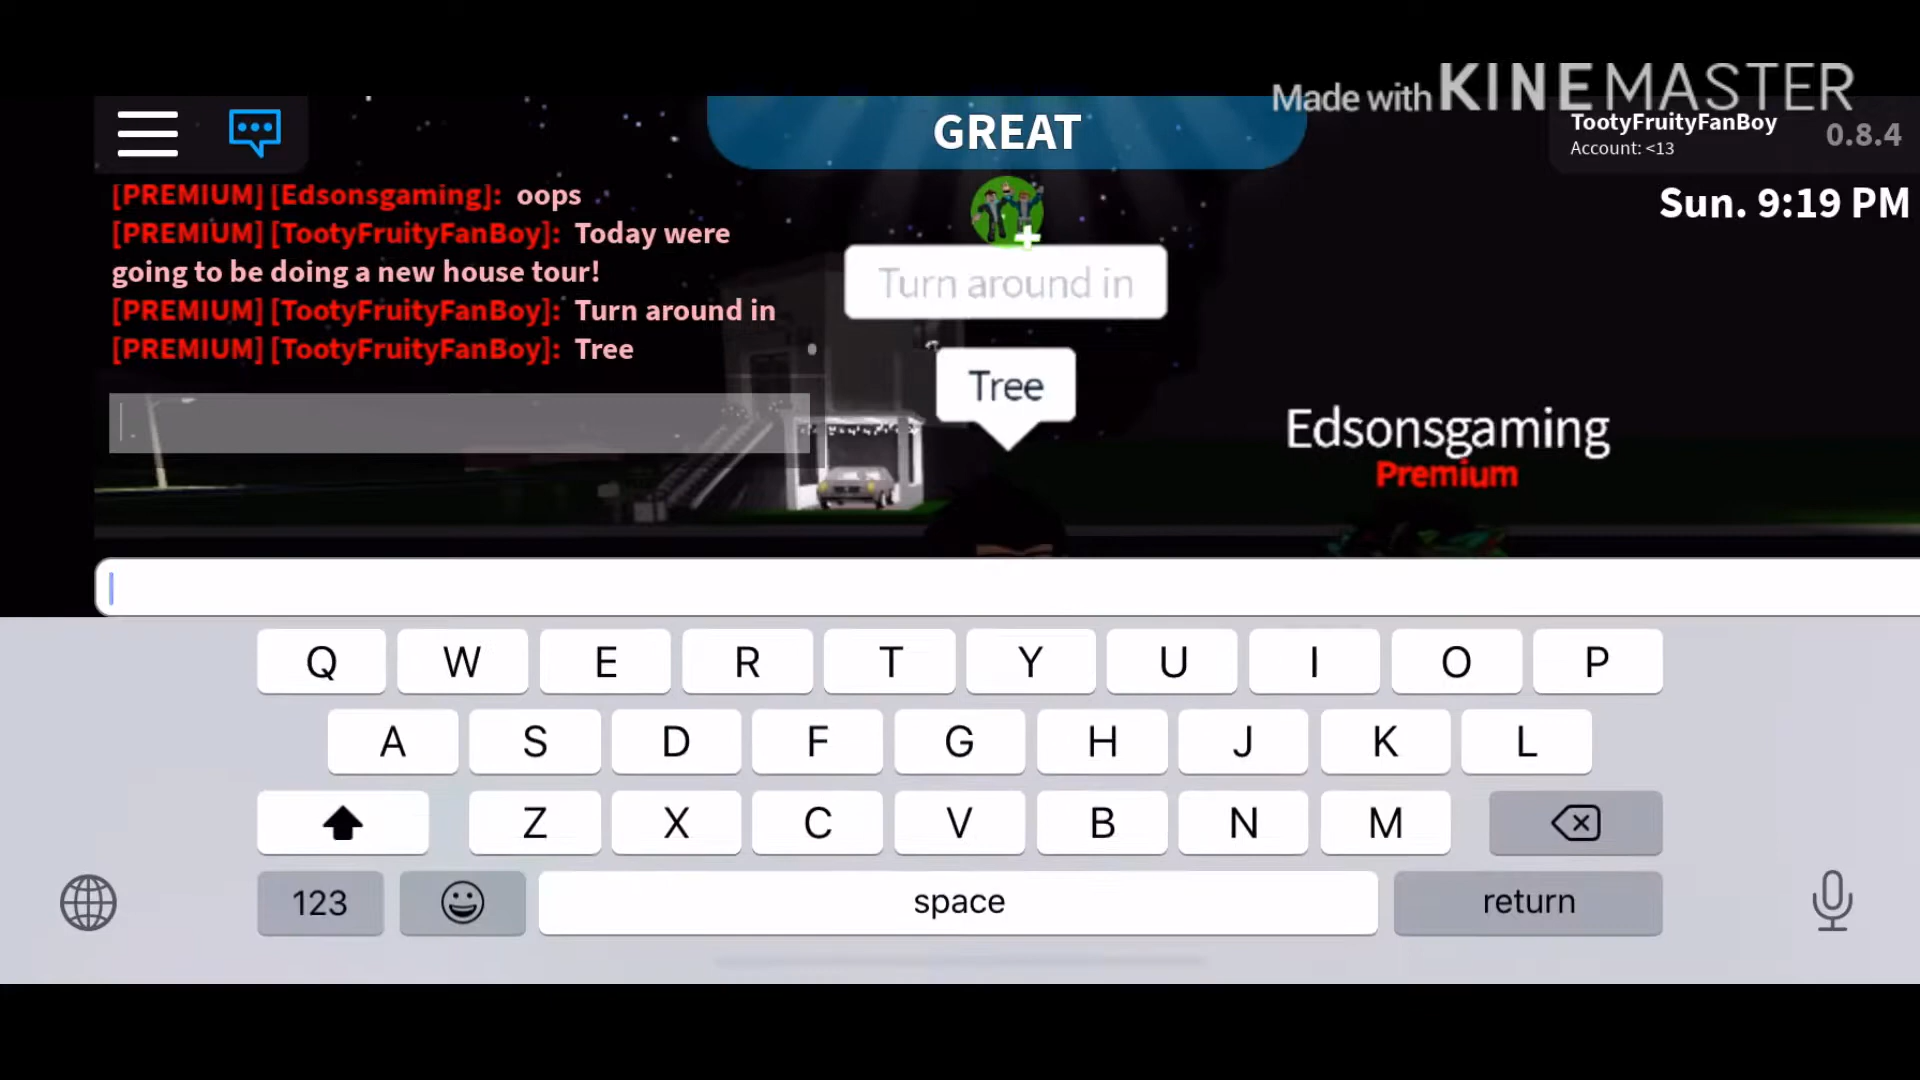 Made with KINEMASTER
GREAT
TootyFruityFanBoy
Account: <13
0.8.4
Sun. 9:19 PM
[PREMIUM] [Edsonsgaming]: oops
[PREMIUM] [TootyFruityFanBoy]: Today were
going to be doing a new house tour!
[PREMIUM] [TootyFruityFanBoy]: Turn around in
[PREMIUM] [TootyFruityFanBoy]: Tree
Turn around in
Tree
Edsonsgaming
Premium
Q W E R T Y U I O P
A S D F G H J K L
Z X C V B N M
123 space return